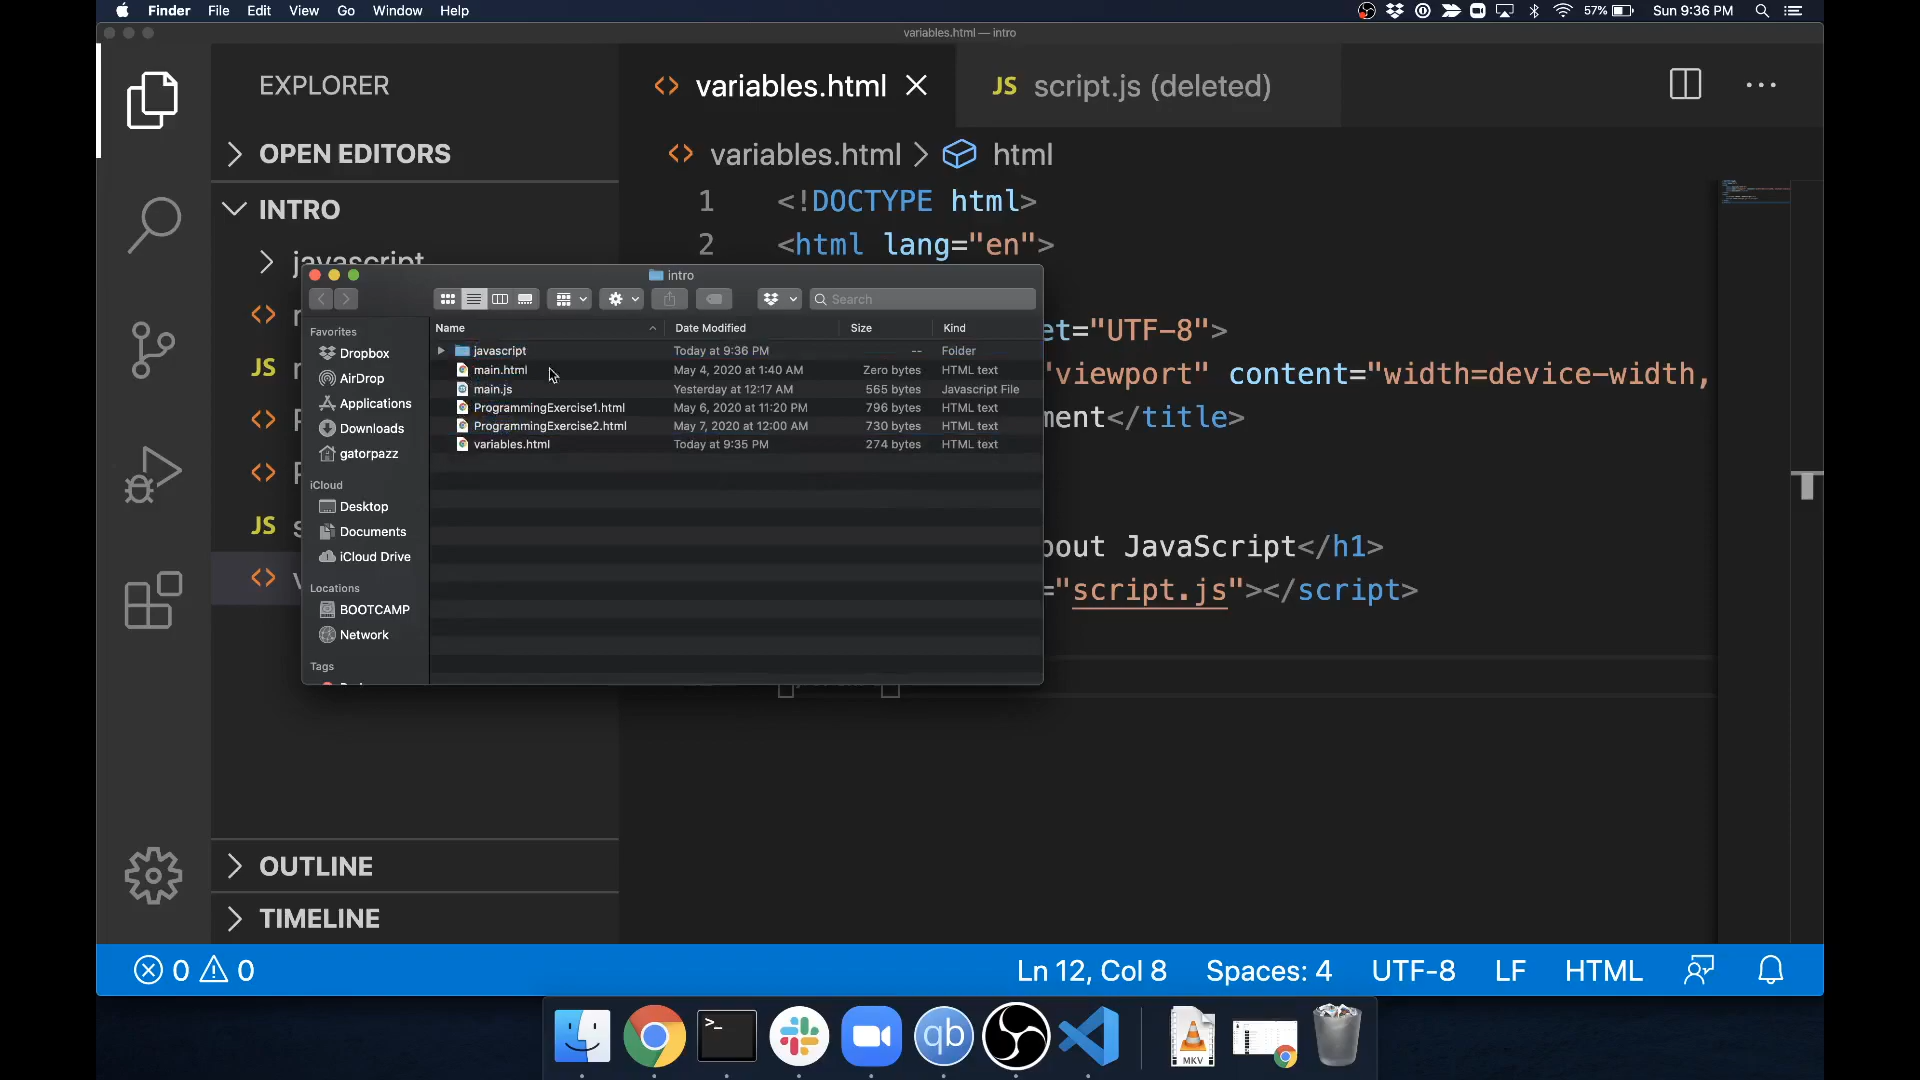 Finder File Edit View Go Window Help 57% Sun 9:36 PM
variables.html — intro
EXPLORER
OPEN EDITORS
INTRO
javascript
variables.html
JS script.js (deleted)
variables.html > html
1 <!DOCTYPE html>
2 <html lang="en">
et="UTF-8">
"viewport" content="width=device-width,
ment</title>
bout JavaScript</h1>
="script.js"></script>
JS
JS
intro
Search
Favorites
Dropbox
AirDrop
Applications
Downloads
gatorpazz
iCloud
Desktop
Documents
iCloud Drive
Locations
BOOTCAMP
Network
Tags
Name Date Modified Size Kind
javascript Today at 9:36 PM -- Folder
main.html May 4, 2020 at 1:40 AM Zero bytes HTML text
main.js Yesterday at 12:17 AM 565 bytes Javascript File
ProgrammingExercise1.html May 6, 2020 at 11:20 PM 796 bytes HTML text
ProgrammingExercise2.html May 7, 2020 at 12:00 AM 730 bytes HTML text
variables.html Today at 9:35 PM 274 bytes HTML text
OUTLINE
TIMELINE
0 0 Ln 12, Col 8 Spaces: 4 UTF-8 LF HTML
>_
qb
MKV